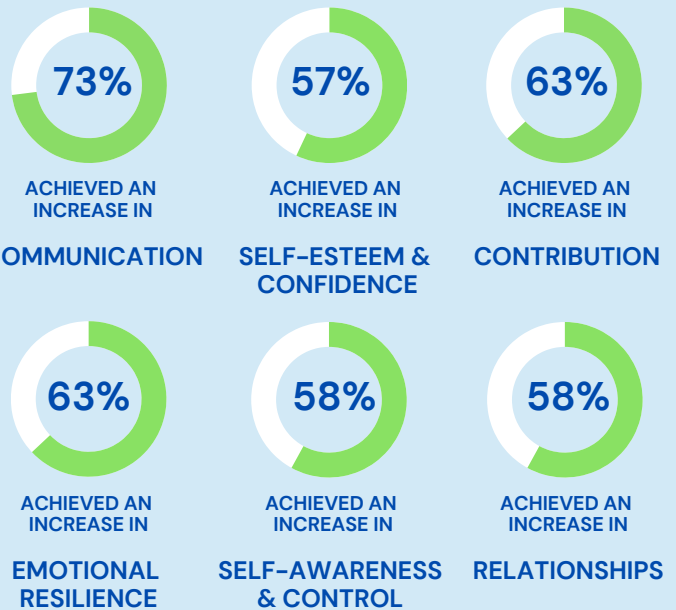 73%
57%
63%
ACHIEVED AN
INCREASE IN
ACHIEVED AN
INCREASE IN
ACHIEVED AN
INCREASE IN
OMMUNICATION
SELF-ESTEEM &
CONFIDENCE
CONTRIBUTION
63%
58%
58%
ACHIEVED AN
INCREASE IN
ACHIEVED AN
INCREASE IN
ACHIEVED AN
INCREASE IN
EMOTIONAL
RESILIENCE
SELF-AWARENESS
& CONTROL
RELATIONSHIPS